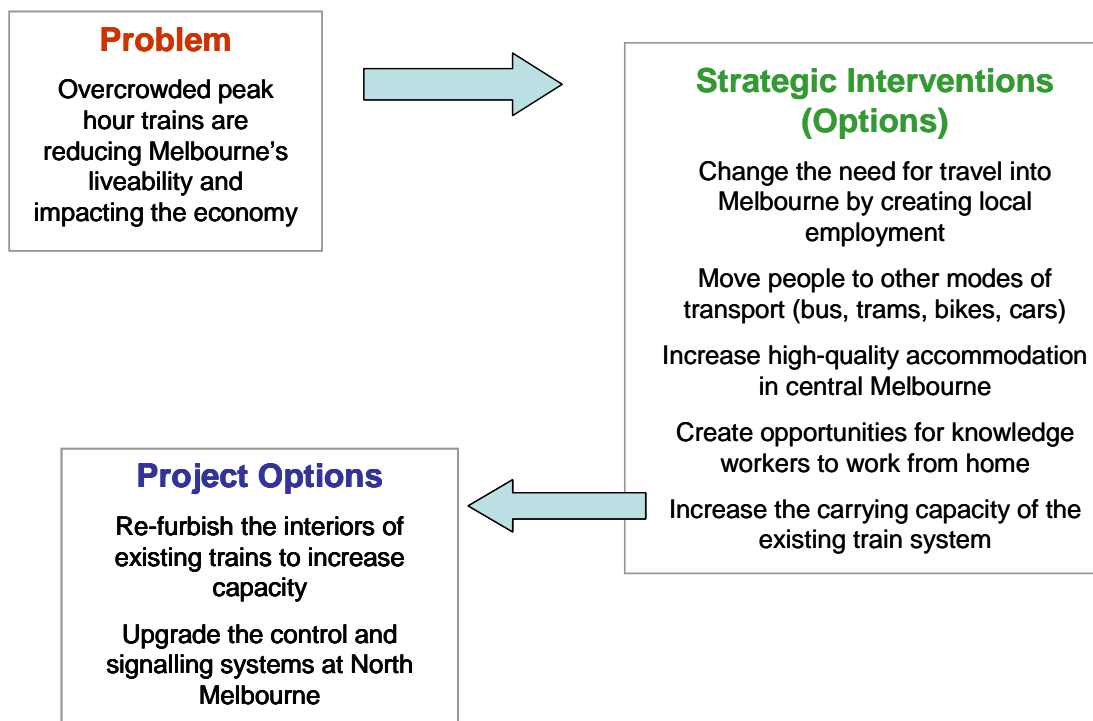 Problem
Overcrowded peak
hour trains are
reducing Melbourne's
liveability and
impacting the economy
Strategic Interventions
(Options)
Change the need for travel into
Melbourne by creating local
employment
Move people to other modes of
transport (bus, trams, bikes, cars)
Increase high-quality accommodation
in central Melbourne
Create opportunities for knowledge
workers to work from home
Increase the carrying capacity of the
existing train system
Project Options
Re-furbish the interiors of
existing trains to increase
capacity
Upgrade the control and
signalling systems at North
Melbourne